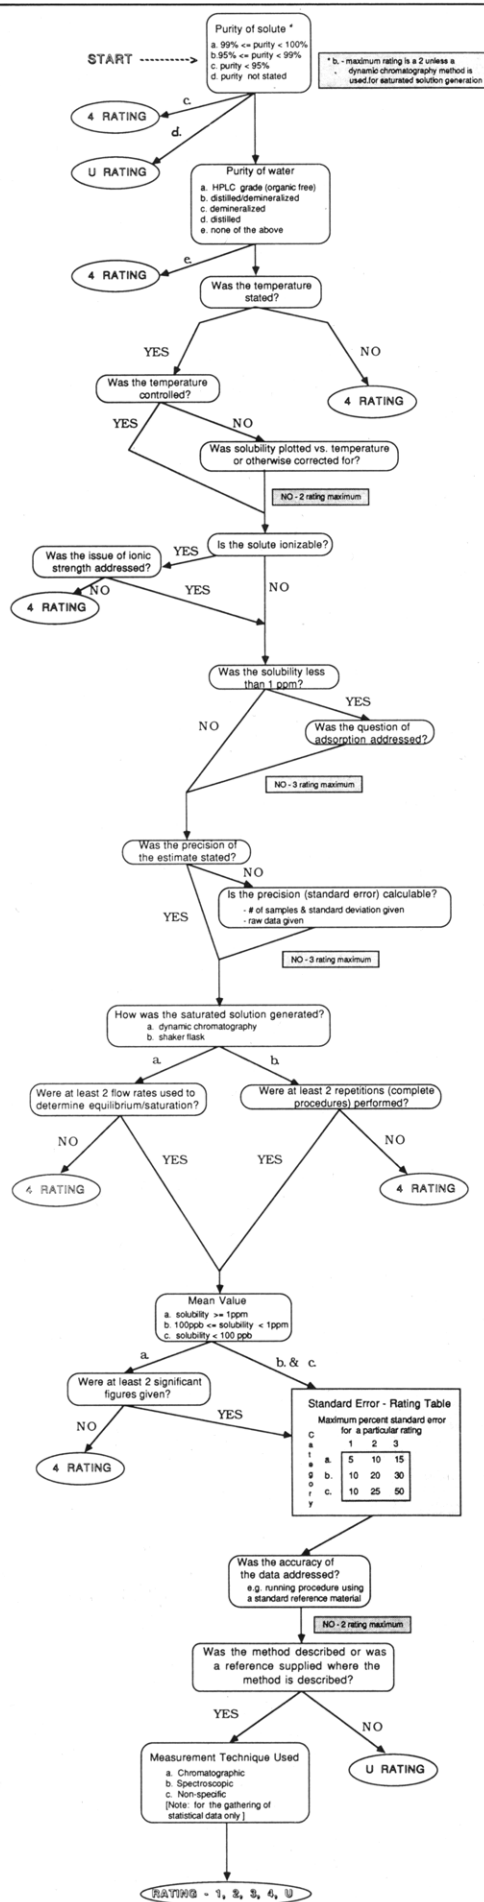 Purity of solute *
a. 99% <= purity < 100%
b.95% <= purity < 99%
c. purity < 95%
d. purity not stated
START
* b. - maximum rating is a 2 unless a
dynamic chromatography method is
used.for saturated solution generation
c.
4 RATING
d.
U RATING
Purity of water
a. HPLC grade (organic free)
b. distilled/demineralized
c. demineralized
d. distilled
e. none of the above
e.
4 RATING
Was the temperature
stated?
YES
NO
Was the temperature
controlled?
4 RATING
YES
NO
Was solubility plotted vs. temperature
or otherwise corrected for?
NO - 2 rating maximum
Is the solute ionizable?
YES
Was the issue of ionic
strength addressed?
NO
YES
NO
4 RATING
Was the solubility less
than 1 ppm?
YES
NO
Was the question of
adsorption addressed?
NO - 3 rating maximum
Was the precision of
the estimate stated?
NO
Is the precision (standard error) calculable?
- # of samples & standard deviation given
- raw data given
YES
NO - 3 rating maximum
How was the saturated solution generated?
a. dynamic chromatography
b. shaker flask
a.
b.
Were at least 2 flow rates used to
determine equilibrium/saturation?
Were at least 2 repetitions (complete
procedures) performed?
NO
YES
YES
NO
4 RATING
4 RATING
Mean Value
a. solubility >= 1ppm
b. 100ppb <= solubility < 1ppm
c. solubility < 100 ppb
a.
b. & c.
Were at least 2 significant
figures given?
NO
YES
4 RATING
Standard Error - Rating Table
Maximum percent standard error
for a particular rating
Category
1 2 3
a. 5 10 15
b. 10 20 30
c. 10 25 50
Was the accuracy of
the data addressed?
e.g. running procedure using
a standard reference material
NO - 2 rating maximum
Was the method described or was
a reference supplied where the
method is described?
YES
NO
U RATING
Measurement Technique Used
a. Chromatographic
b. Spectroscopic
c. Non-specific
[Note: for the gathering of
statistical data only ]
RATING - 1, 2, 3, 4, U